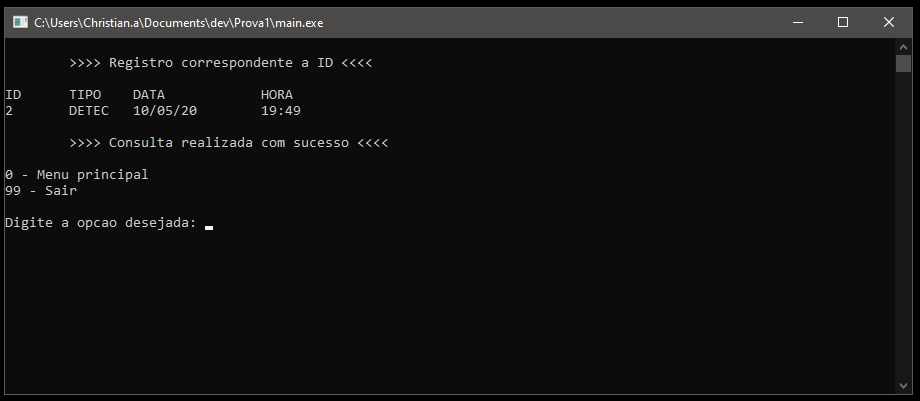 C:\Users\Christian.a\Documents\dev\Prova1\main.exe
>>>> Registro correspondente a ID <<<<
ID TIPO DATA HORA
2 DETEC 10/05/20 19:49
>>>> Consulta realizada com sucesso <<<<
0 - Menu principal
99 - Sair
Digite a opcao desejada: